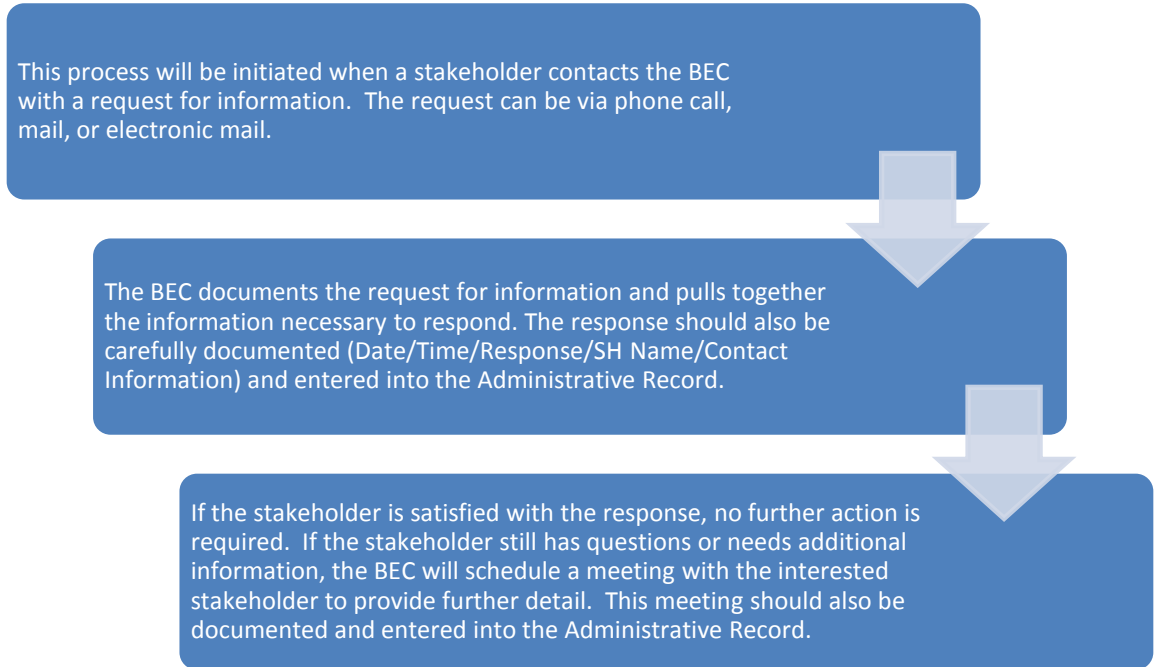 This process will be initiated when a stakeholder contacts the BEC
with a request for information.  The request can be via phone call,
mail, or electronic mail.
The BEC documents the request for information and pulls together
the information necessary to respond. The response should also be
carefully documented (Date/Time/Response/SH Name/Contact
Information) and entered into the Administrative Record.
If the stakeholder is satisfied with the response, no further action is
required.  If the stakeholder still has questions or needs additional
information, the BEC will schedule a meeting with the interested
stakeholder to provide further detail.  This meeting should also be
documented and entered into the Administrative Record.